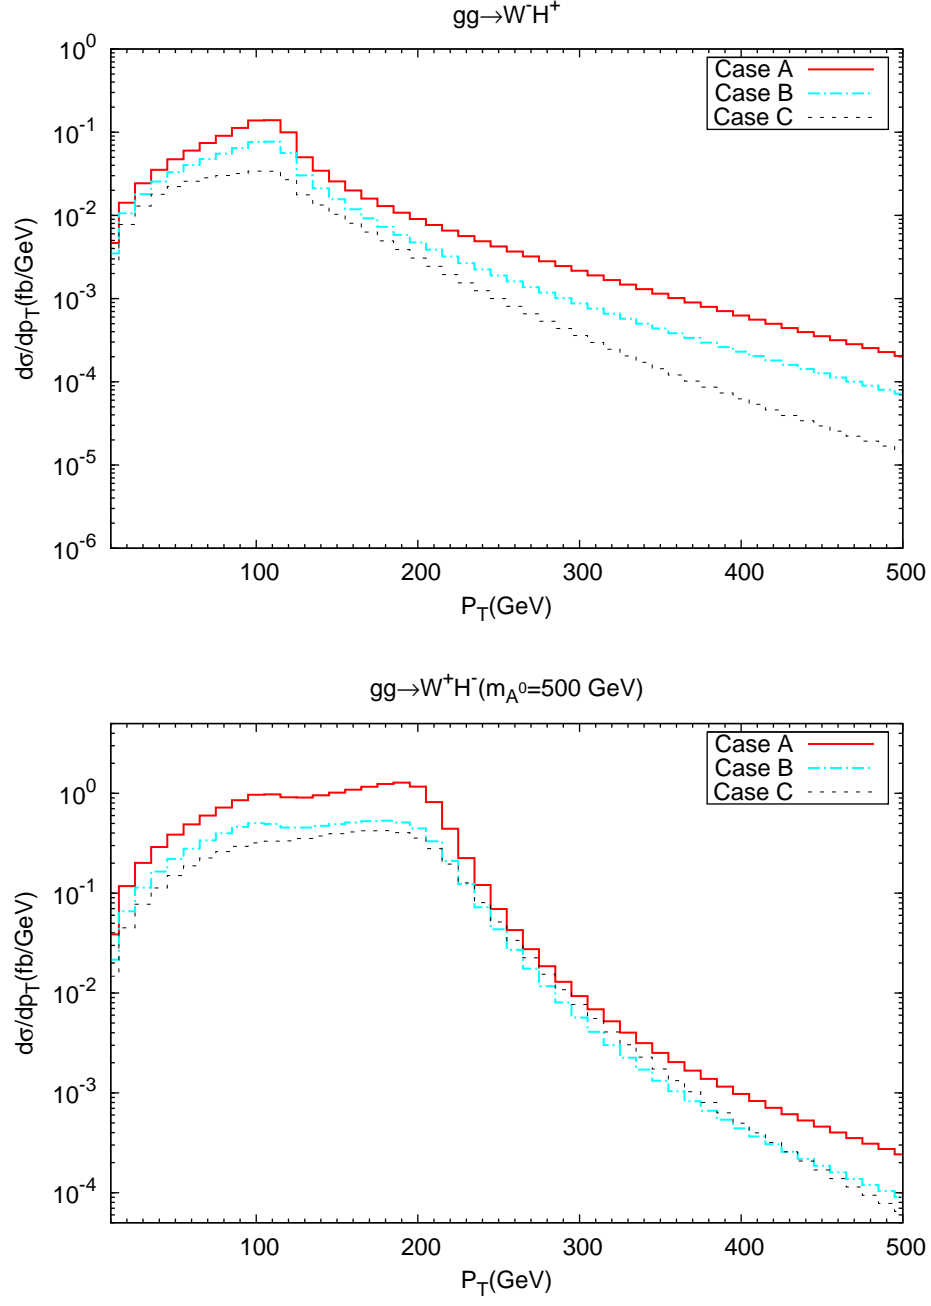 gg→W⁻H⁺
10⁰
10⁻¹
10⁻²
10⁻³
10⁻⁴
10⁻⁵
10⁻⁶
dσ/dp_T(fb/GeV)
Case A
Case B
Case C
100 200 300 400 500
P_T(GeV)
gg→W⁺H⁻(m_A⁰=500 GeV)
10⁰
10⁻¹
10⁻²
10⁻³
10⁻⁴
dσ/dp_T(fb/GeV)
Case A
Case B
Case C
100 200 300 400 500
P_T(GeV)